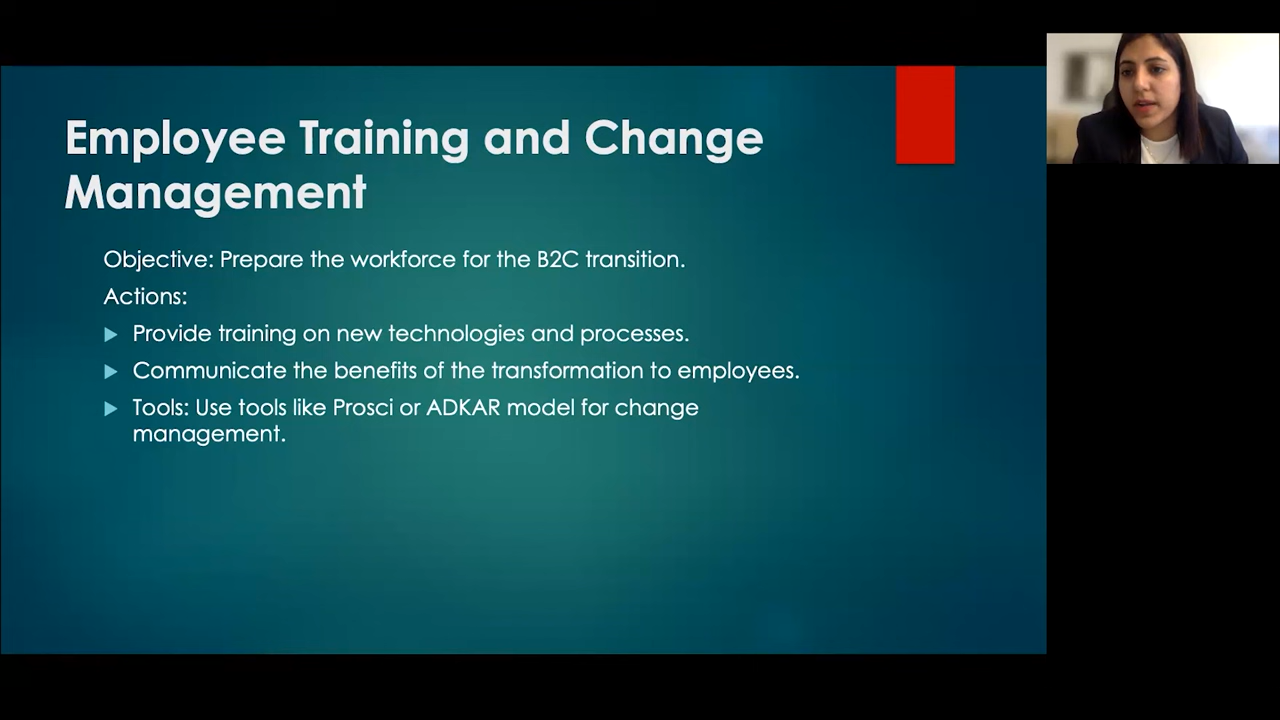 Employee Training and Change
Management
Objective: Prepare the workforce for the B2C transition.
Actions:
Provide training on new technologies and processes.
Communicate the benefits of the transformation to employees.
Tools: Use tools like Prosci or ADKAR model for change
management.